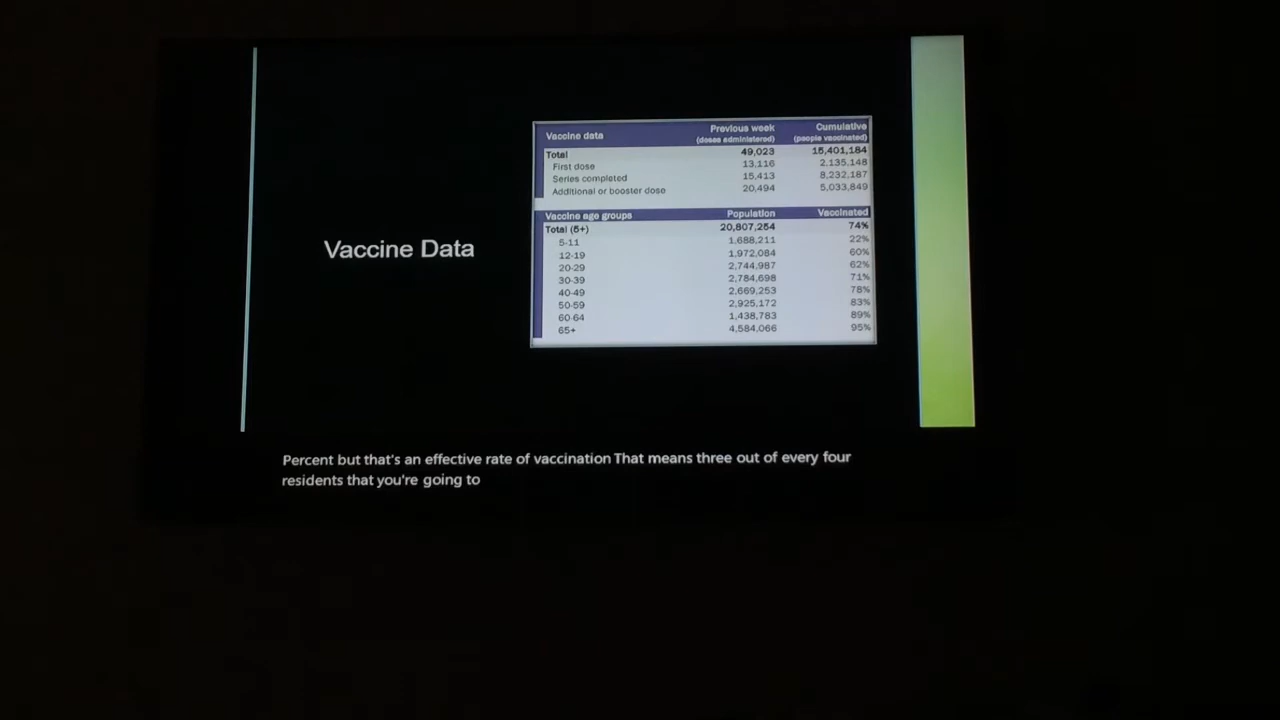 Vaccine Data
Vaccine data Previous week Cumulative
(doses administered) (people vaccinated)
Total 49,023 15,401,184
First dose 13,116 2,135,148
Series completed 15,413 8,232,187
Additional or booster dose 20,494 5,033,849
Vaccine age groups Population Vaccinated
Total (5+) 20,807,254 74%
5-11 1,688,211 22%
12-19 1,972,084 60%
20-29 2,744,987 62%
30-39 2,784,698 71%
40-49 2,669,253 78%
50-59 2,925,172 83%
60-64 1,438,783 89%
65+ 4,584,066 95%
Percent but that's an effective rate of vaccination That means three out of every four
residents that you're going to